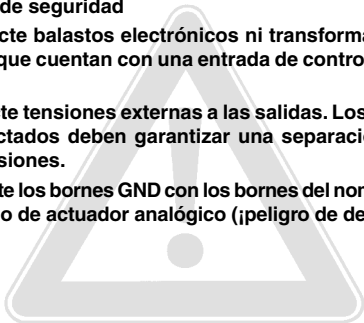 de seguridad
cte balastos electrónicos ni transforma
que cuentan con una entrada de contro
te tensiones externas a las salidas. Los
ctados deben garantizar una separació
siones.
te los bornes GND con los bornes del non
o de actuador analógico (¡peligro de de